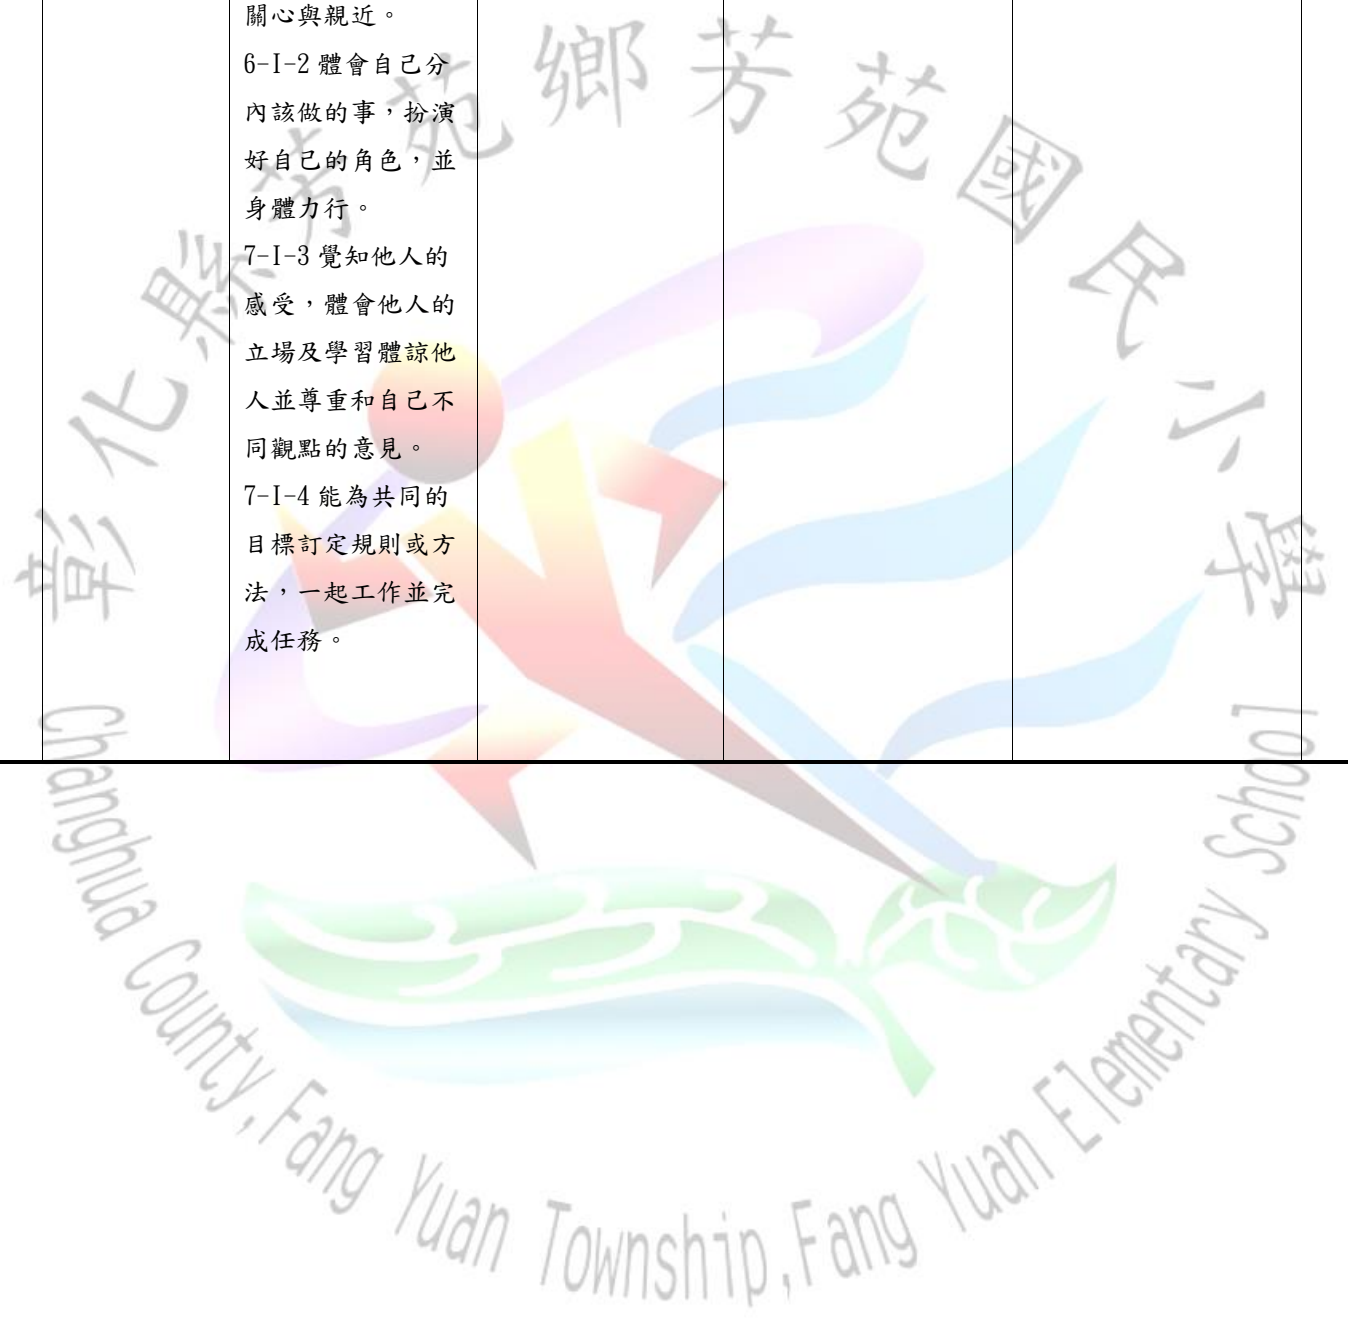 關心與親近。
6-I-2 體會自己分
內該做的事，扮演
好自己的角色，並
身體力行。
7-I-3 覺知他人的
感受，體會他人的
立場及學習體諒他
人並尊重和自己不
同觀點的意見。
7-I-4 能為共同的
目標訂定規則或方
法，一起工作並完
成任務。
彰化縣芳苑鄉芳苑國民小學
Changhua County,Fang Yuan Township,Fang Yuan Elementary School